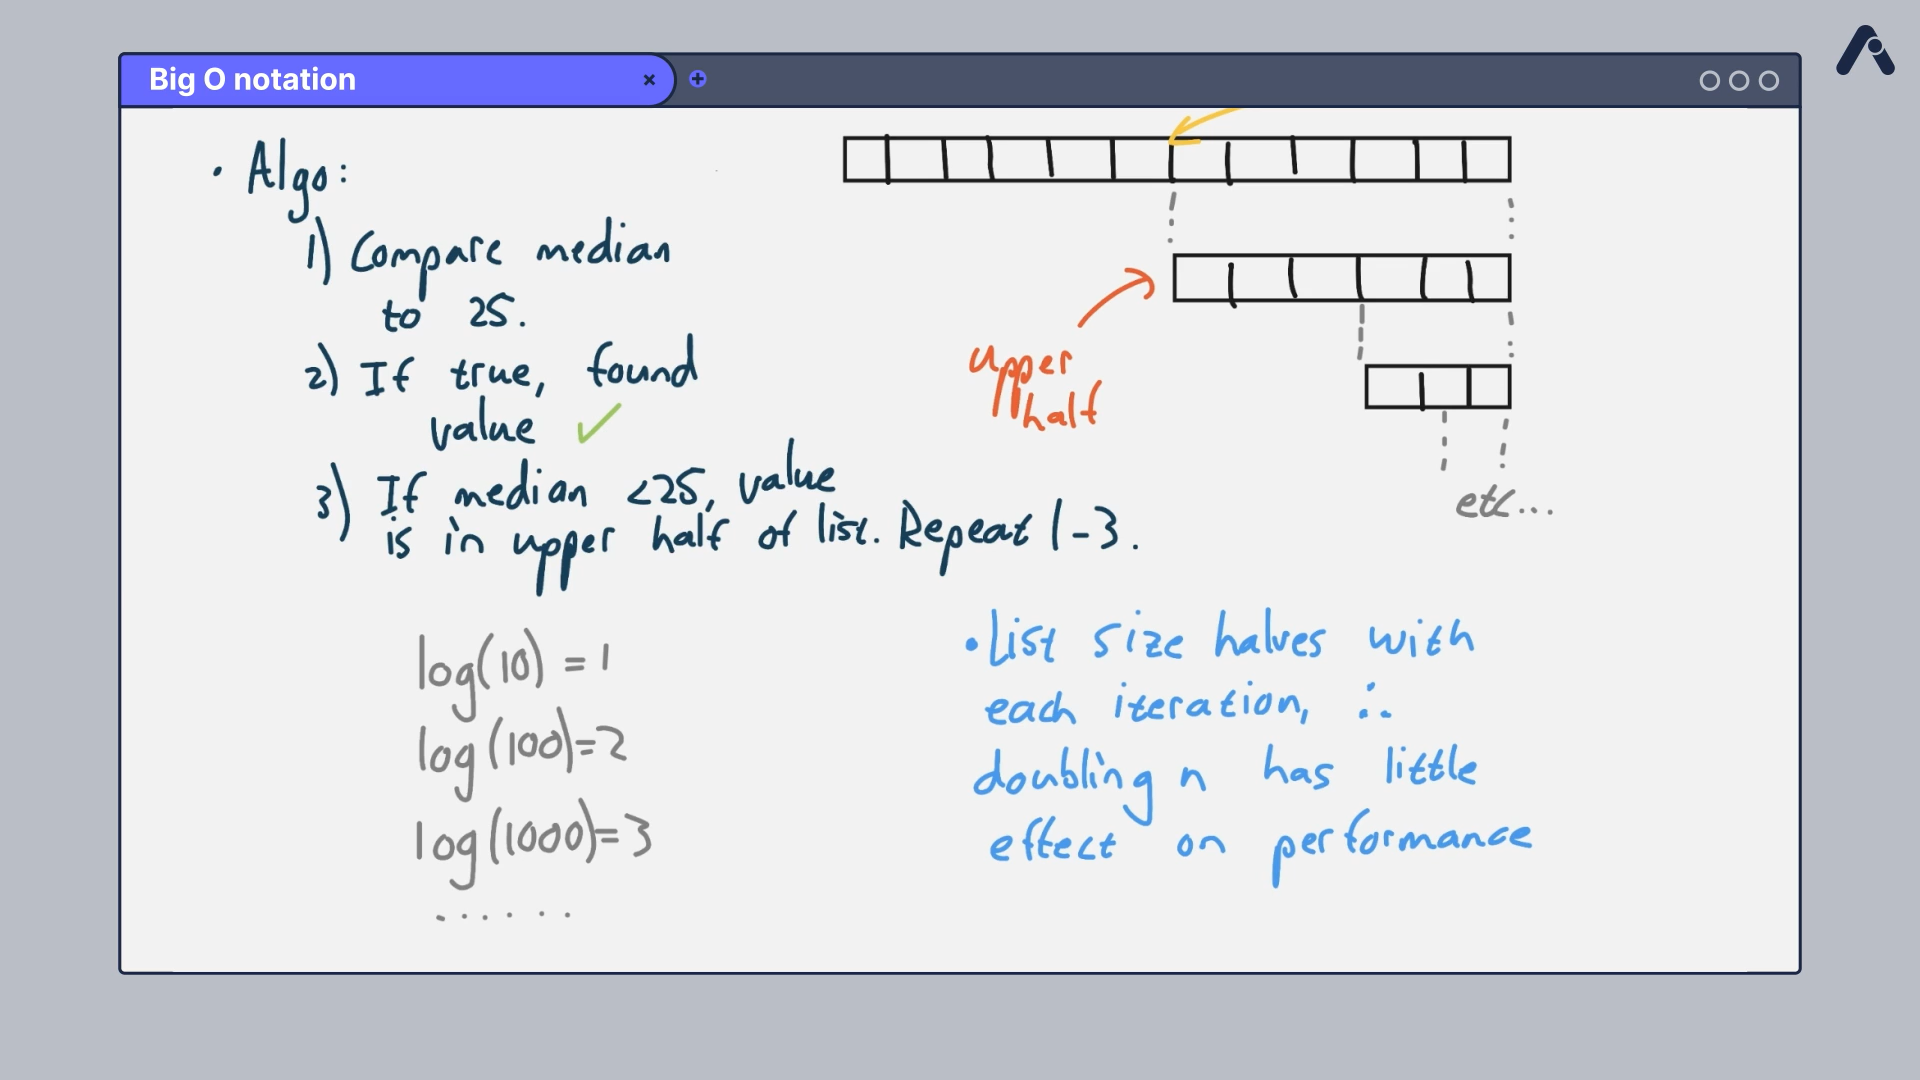 Big O notation
• Algo:
1) Compare median
to 25.
2) If true, found
value ✓
3) If median <25, value
is in upper half of list. Repeat 1-3.
upper
half
etc...
log(10) = 1
log(100)=2
log(1000)=3
......
• List size halves with
each iteration, ∴
doubling n has little
effect on performance